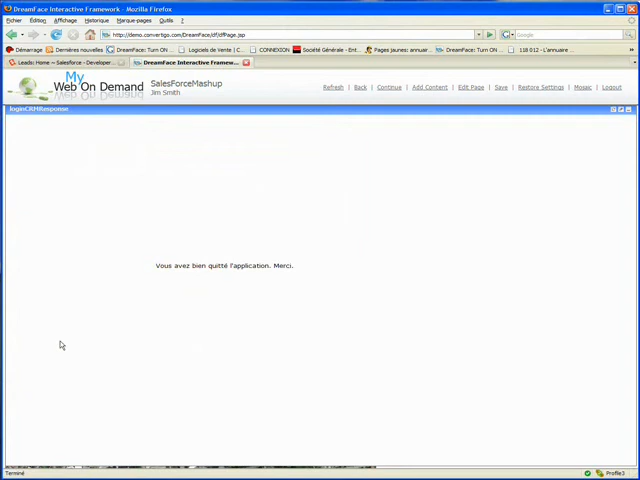 DreamFace Interactive Framework - Mozilla Firefox
Fichier Édition Affichage Historique Marque-pages Outils ?
http://demo.convertigo.com/DreamFace/df/dfPage.jsp
Google
Démarrage Dernières nouvelles DreamFace: Turn ON ... Logiciels de Vente | C... CONNEXION Société Générale - Ent... Pages jaunes: annuair... DreamFace: Turn ON ... 118 012 - L'annuaire ...
Leads: Home ~ Salesforce - Developer... DreamFace Interactive Framew...
My
Web On Demand
SalesForceMashup
Jim Smith
Refresh | Back | Continue | Add Content | Edit Page | Save | Restore Settings | Mosaic | Logout
loginCRMResponse
Vous avez bien quitté l'application. Merci.
Terminé
Profile3